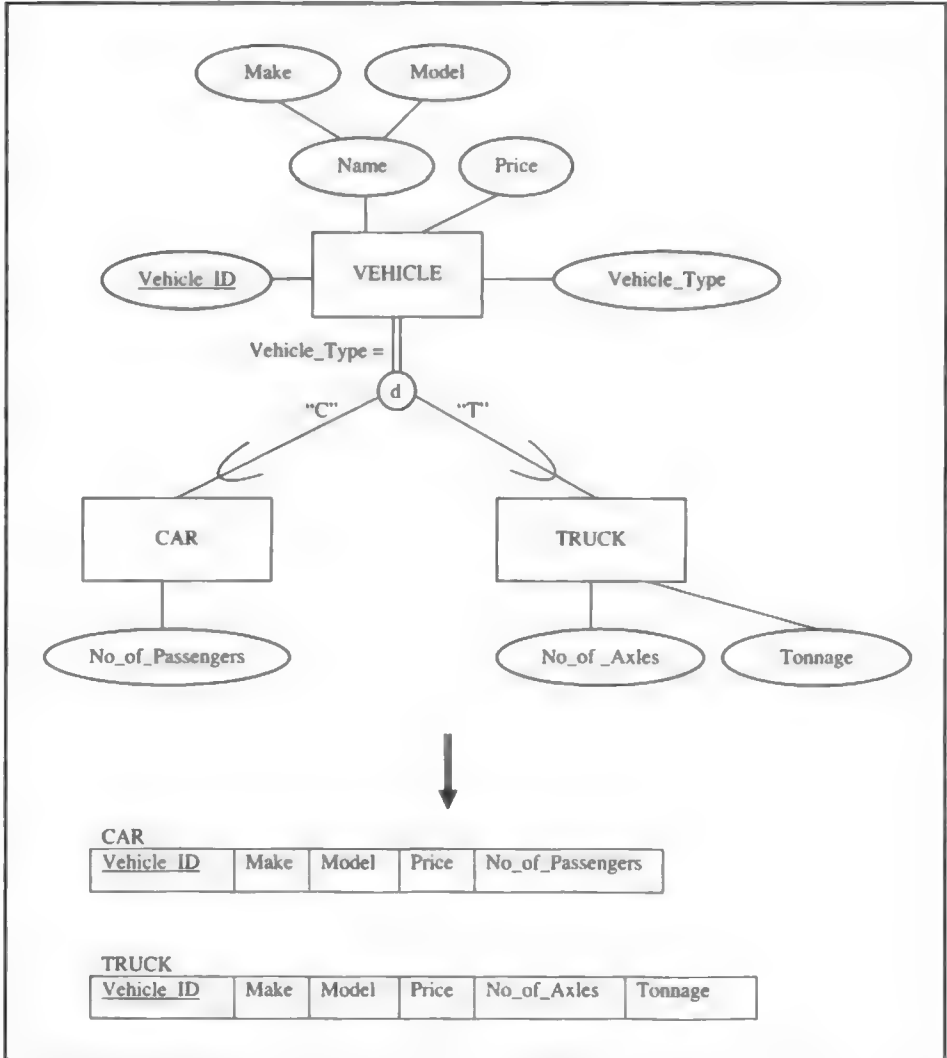 Make Model
Name Price
VEHICLE
Vehicle_ID Vehicle_Type
Vehicle_Type =
d
"C" "T"
CAR TRUCK
No_of_Passengers No_of _Axles Tonnage
CAR
Vehicle_ID Make Model Price No_of_Passengers
TRUCK
Vehicle_ID Make Model Price No_of_Axles Tonnage